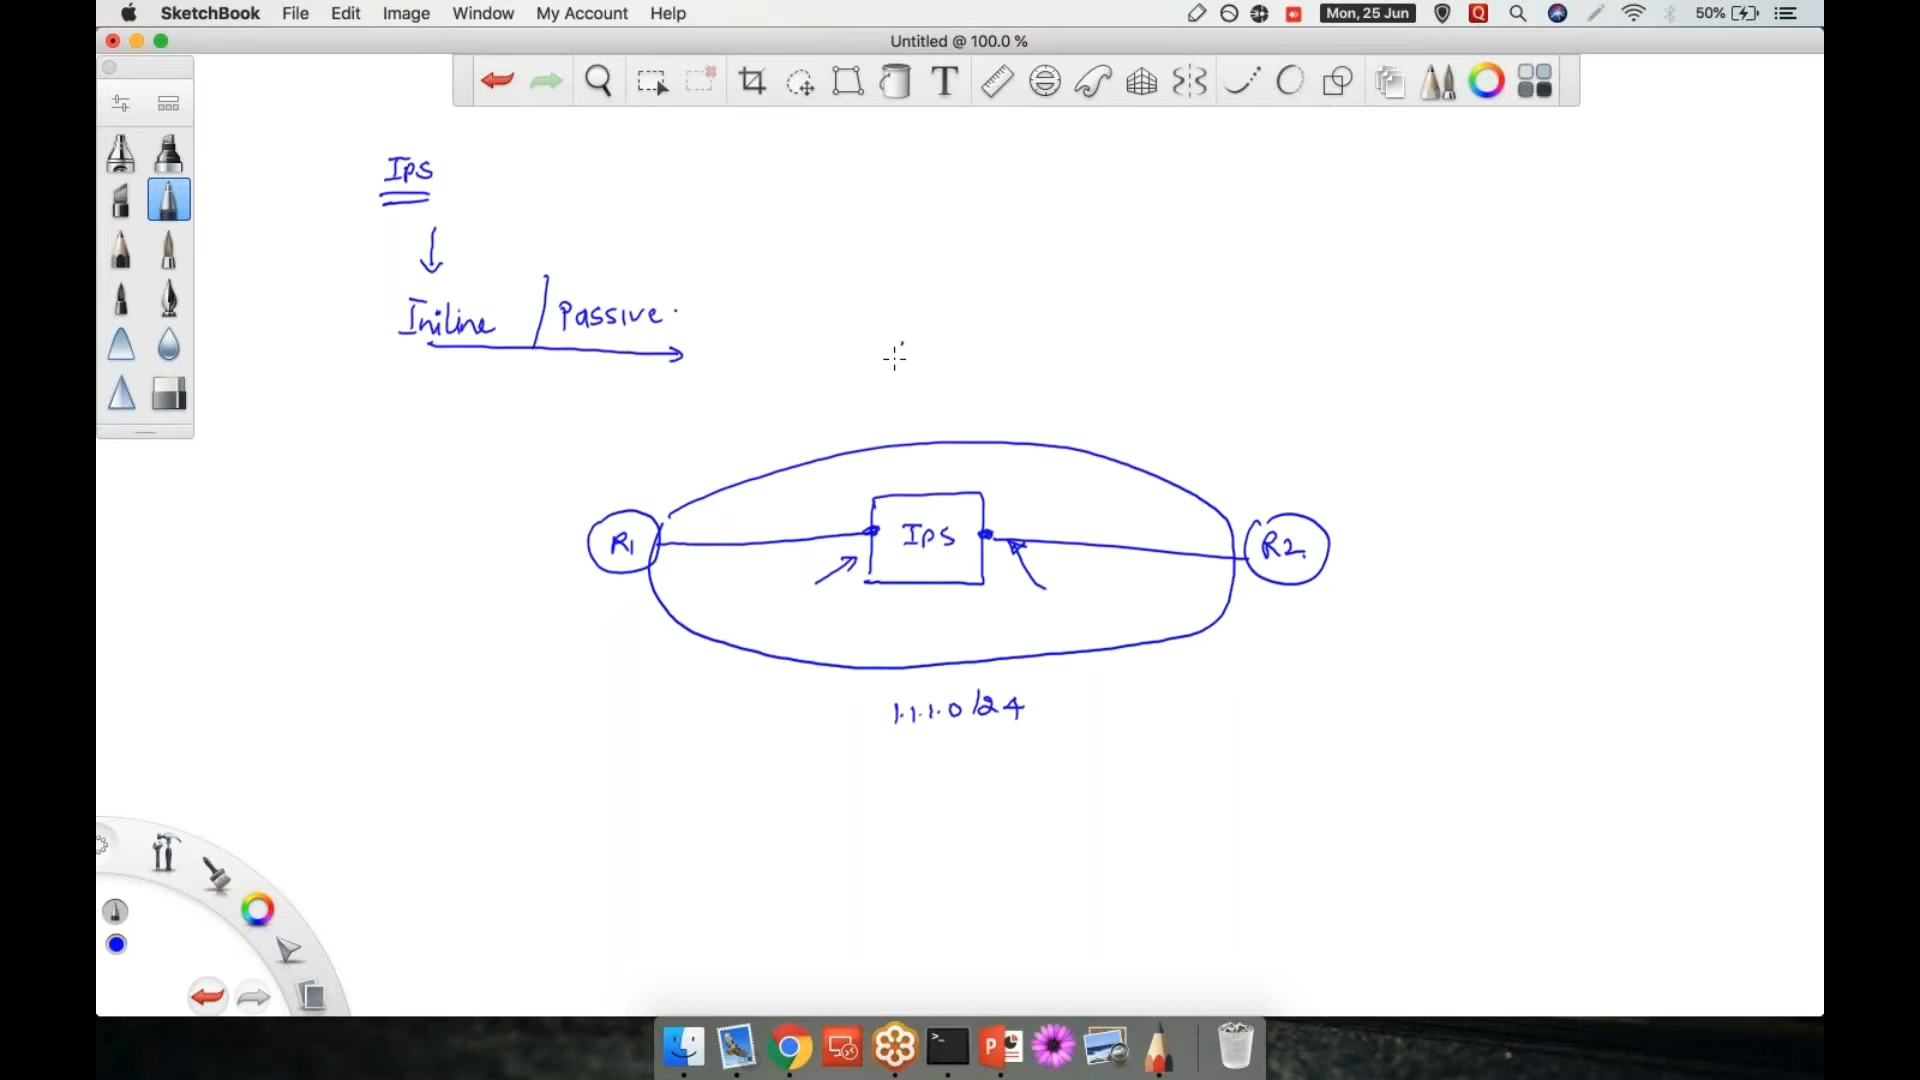 SketchBook File Edit Image Window My Account Help Mon, 25 Jun Q 50%
Untitled @ 100.0 %
T
Ips
Iniline / Passive.
R1 Ips R2.
1.1.1.0/24
>_ P